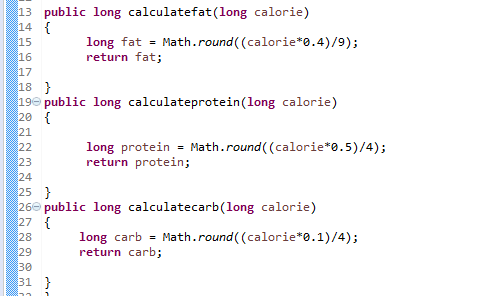 13 public long calculatefat(long calorie)
14 {
15 long fat = Math.round((calorie*0.4)/9);
16 return fat;
17
18 }
19 public long calculateprotein(long calorie)
20 {
21
22 long protein = Math.round((calorie*0.5)/4);
23 return protein;
24
25 }
26 public long calculatecarb(long calorie)
27 {
28 long carb = Math.round((calorie*0.1)/4);
29 return carb;
30
31 }